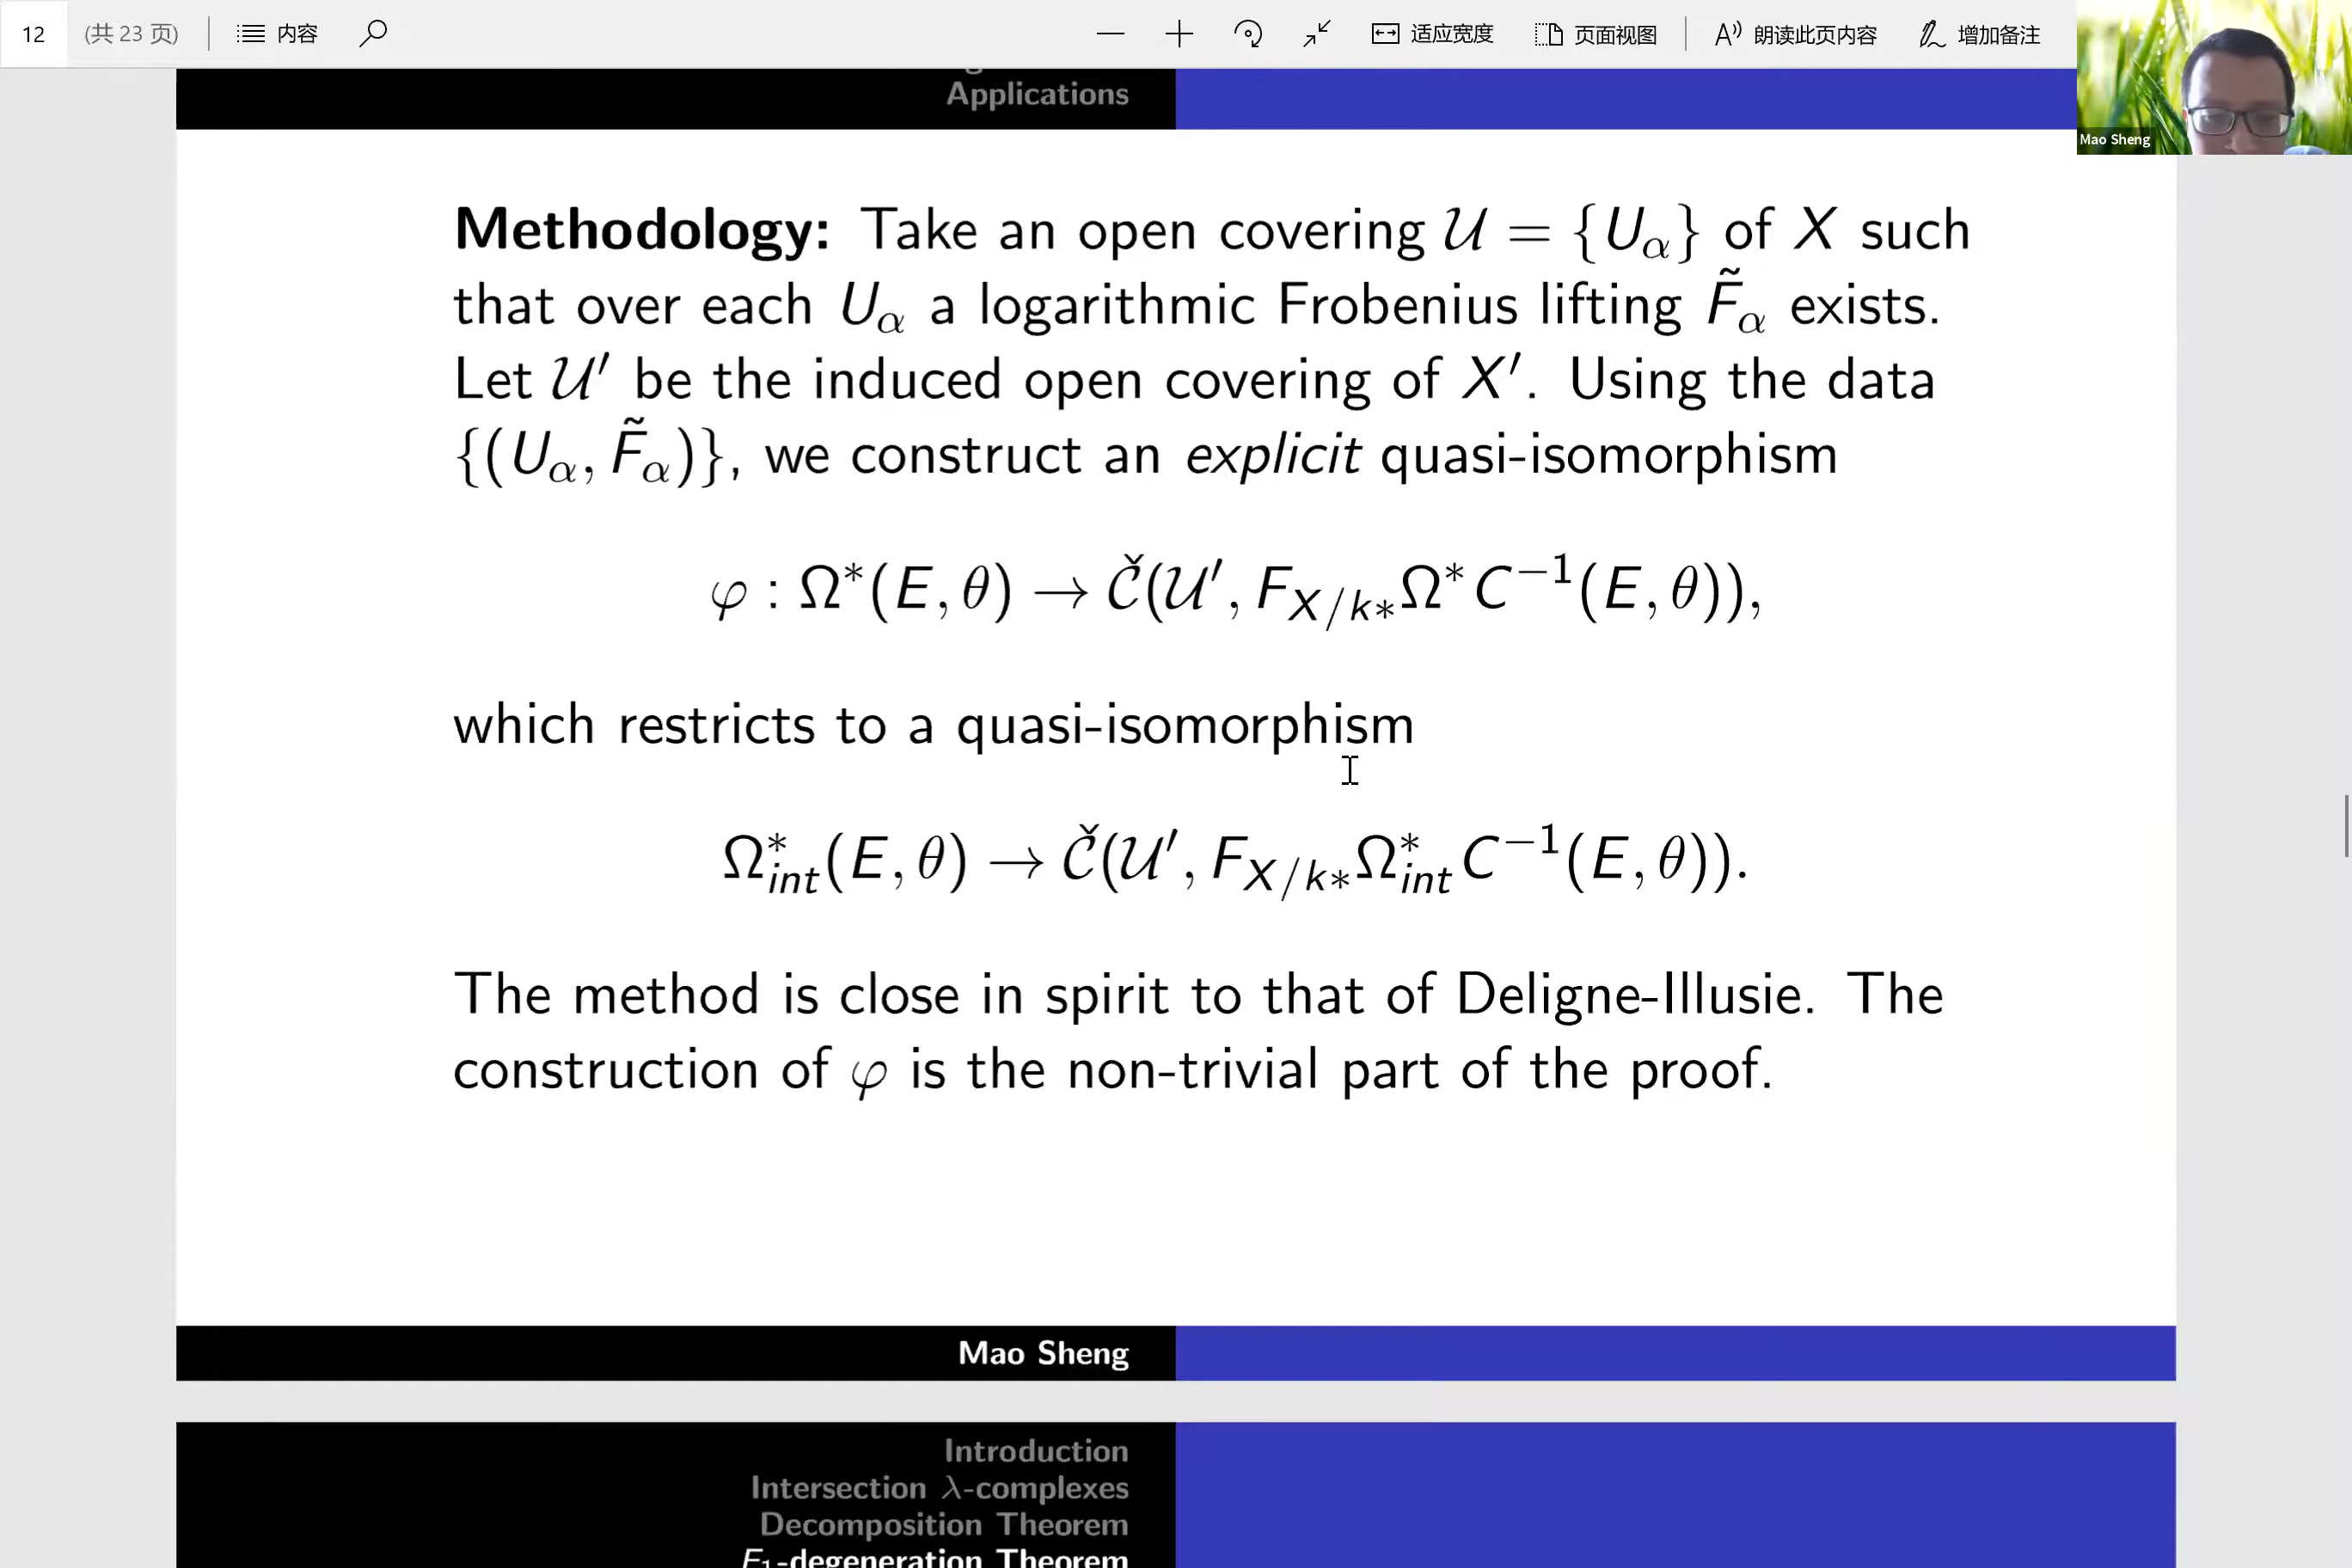 12 (共 23 页) 内容 适应宽度 页面视图 朗读此页内容 增加备注
Mao Sheng
Applications
Methodology: Take an open covering 𝒰 = {U_α} of X such
that over each U_α a logarithmic Frobenius lifting F̃_α exists.
Let 𝒰′ be the induced open covering of X′. Using the data
{(U_α, F̃_α)}, we construct an explicit quasi-isomorphism
φ : Ω*(E, θ) → 𝒞̌(𝒰′, F_{X/k*}Ω*C⁻¹(E, θ)),
which restricts to a quasi-isomorphism
Ω*_{int}(E, θ) → 𝒞̌(𝒰′, F_{X/k*}Ω*_{int}C⁻¹(E, θ)).
The method is close in spirit to that of Deligne-Illusie. The
construction of φ is the non-trivial part of the proof.
Mao Sheng
Introduction
Intersection λ-complexes
Decomposition Theorem
E₁-degeneration Theorem